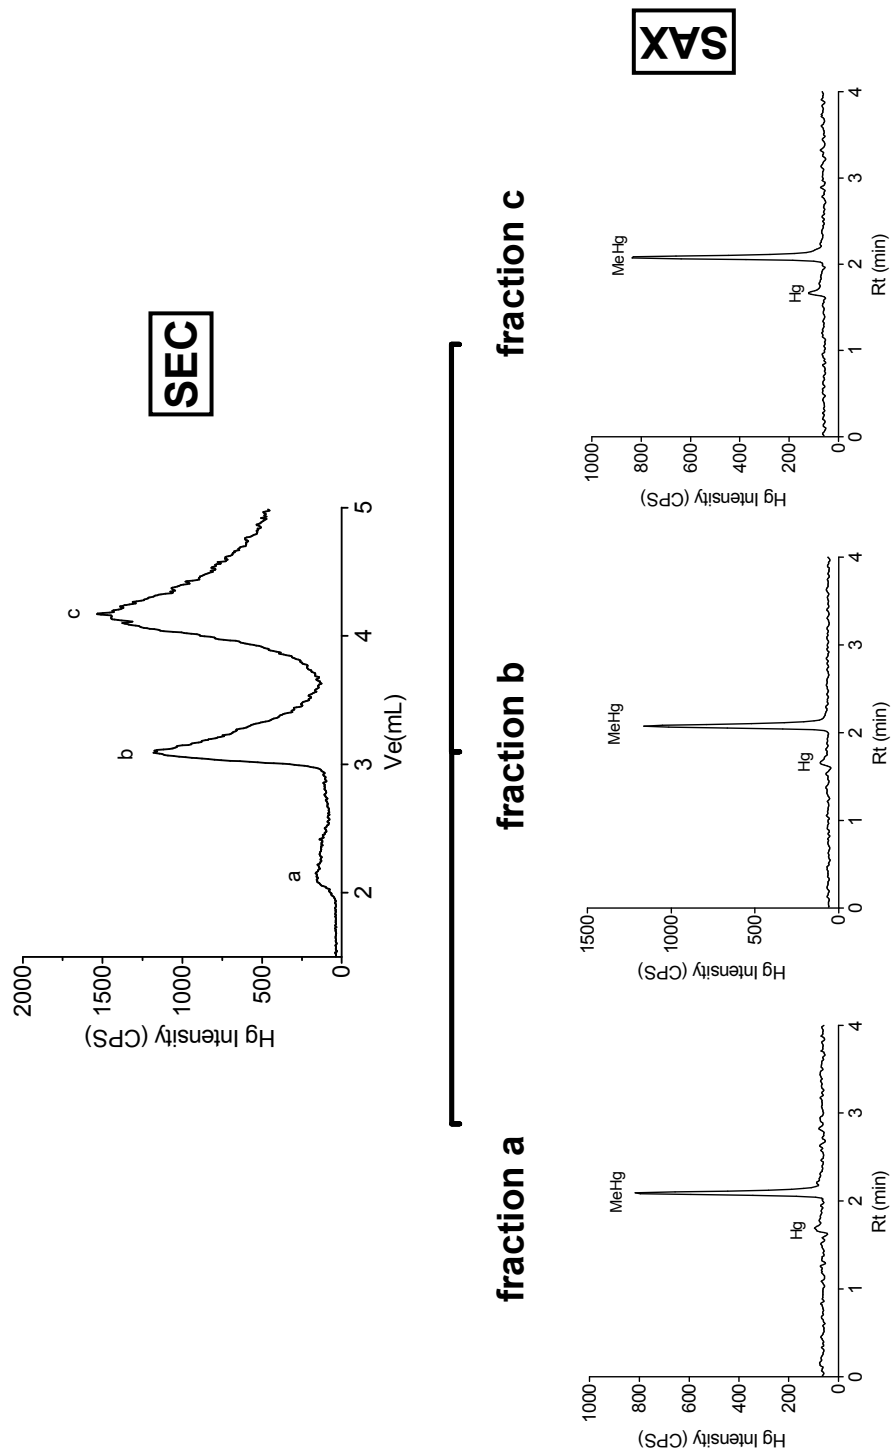 SEC
2000
1500
1000
500
0
Hg Intensity (CPS)
a
b
c
2
3
4
5
Ve(mL)
fraction a
fraction b
fraction c
SAX
1000
800
600
400
200
0
Hg Intensity (CPS)
Hg
MeHg
0
1
2
3
4
Rt (min)
1500
1000
500
0
Hg Intensity (CPS)
Hg
MeHg
0
1
2
3
4
Rt (min)
1000
800
600
400
200
0
Hg Intensity (CPS)
Hg
MeHg
0
1
2
3
4
Rt (min)